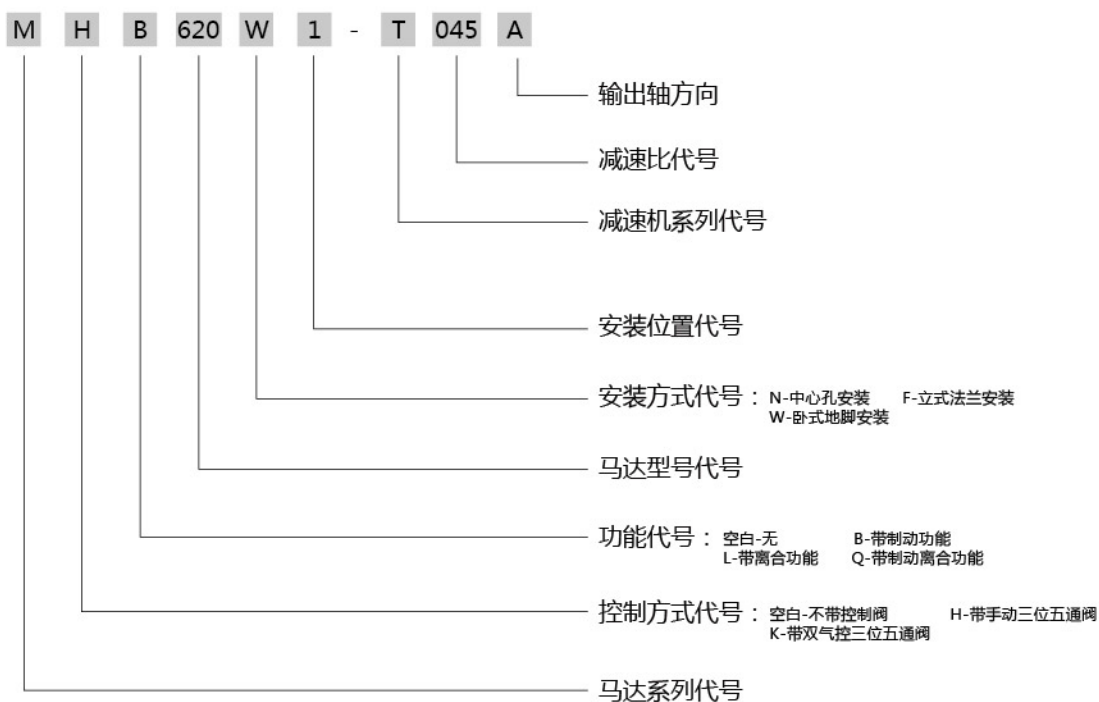 M H B 620 W 1 - T 045 A
输出轴方向
减速比代号
减速机系列代号
安装位置代号
安装方式代号： N-中心孔安装 F-立式法兰安装
W-卧式地脚安装
马达型号代号
功能代号： 空白-无 B-带制动功能
L-带离合功能 Q-带制动离合功能
控制方式代号： 空白-不带控制阀 H-带手动三位五通阀
K-带双气控三位五通阀
马达系列代号